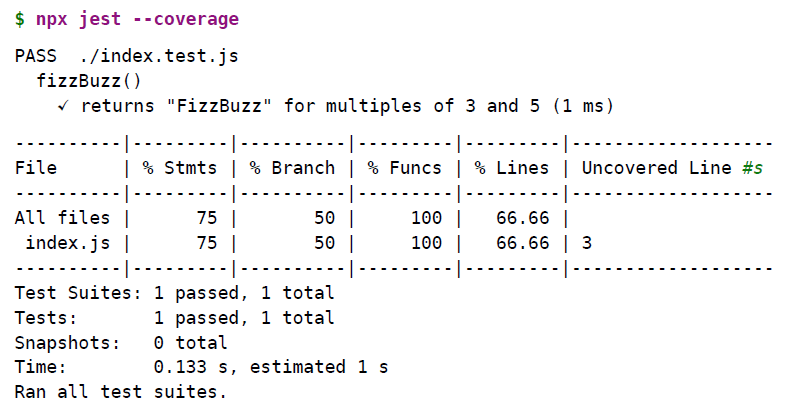 $ npx jest --coverage
PASS  ./index.test.js
  fizzBuzz()
    ✓ returns "FizzBuzz" for multiples of 3 and 5 (1 ms)
----------|---------|----------|---------|---------|-------------------
File      | % Stmts | % Branch | % Funcs | % Lines | Uncovered Line #s
----------|---------|----------|---------|---------|-------------------
All files |      75 |       50 |     100 |   66.66 |
 index.js |      75 |       50 |     100 |   66.66 | 3
----------|---------|----------|---------|---------|-------------------
Test Suites: 1 passed, 1 total
Tests:       1 passed, 1 total
Snapshots:   0 total
Time:        0.133 s, estimated 1 s
Ran all test suites.